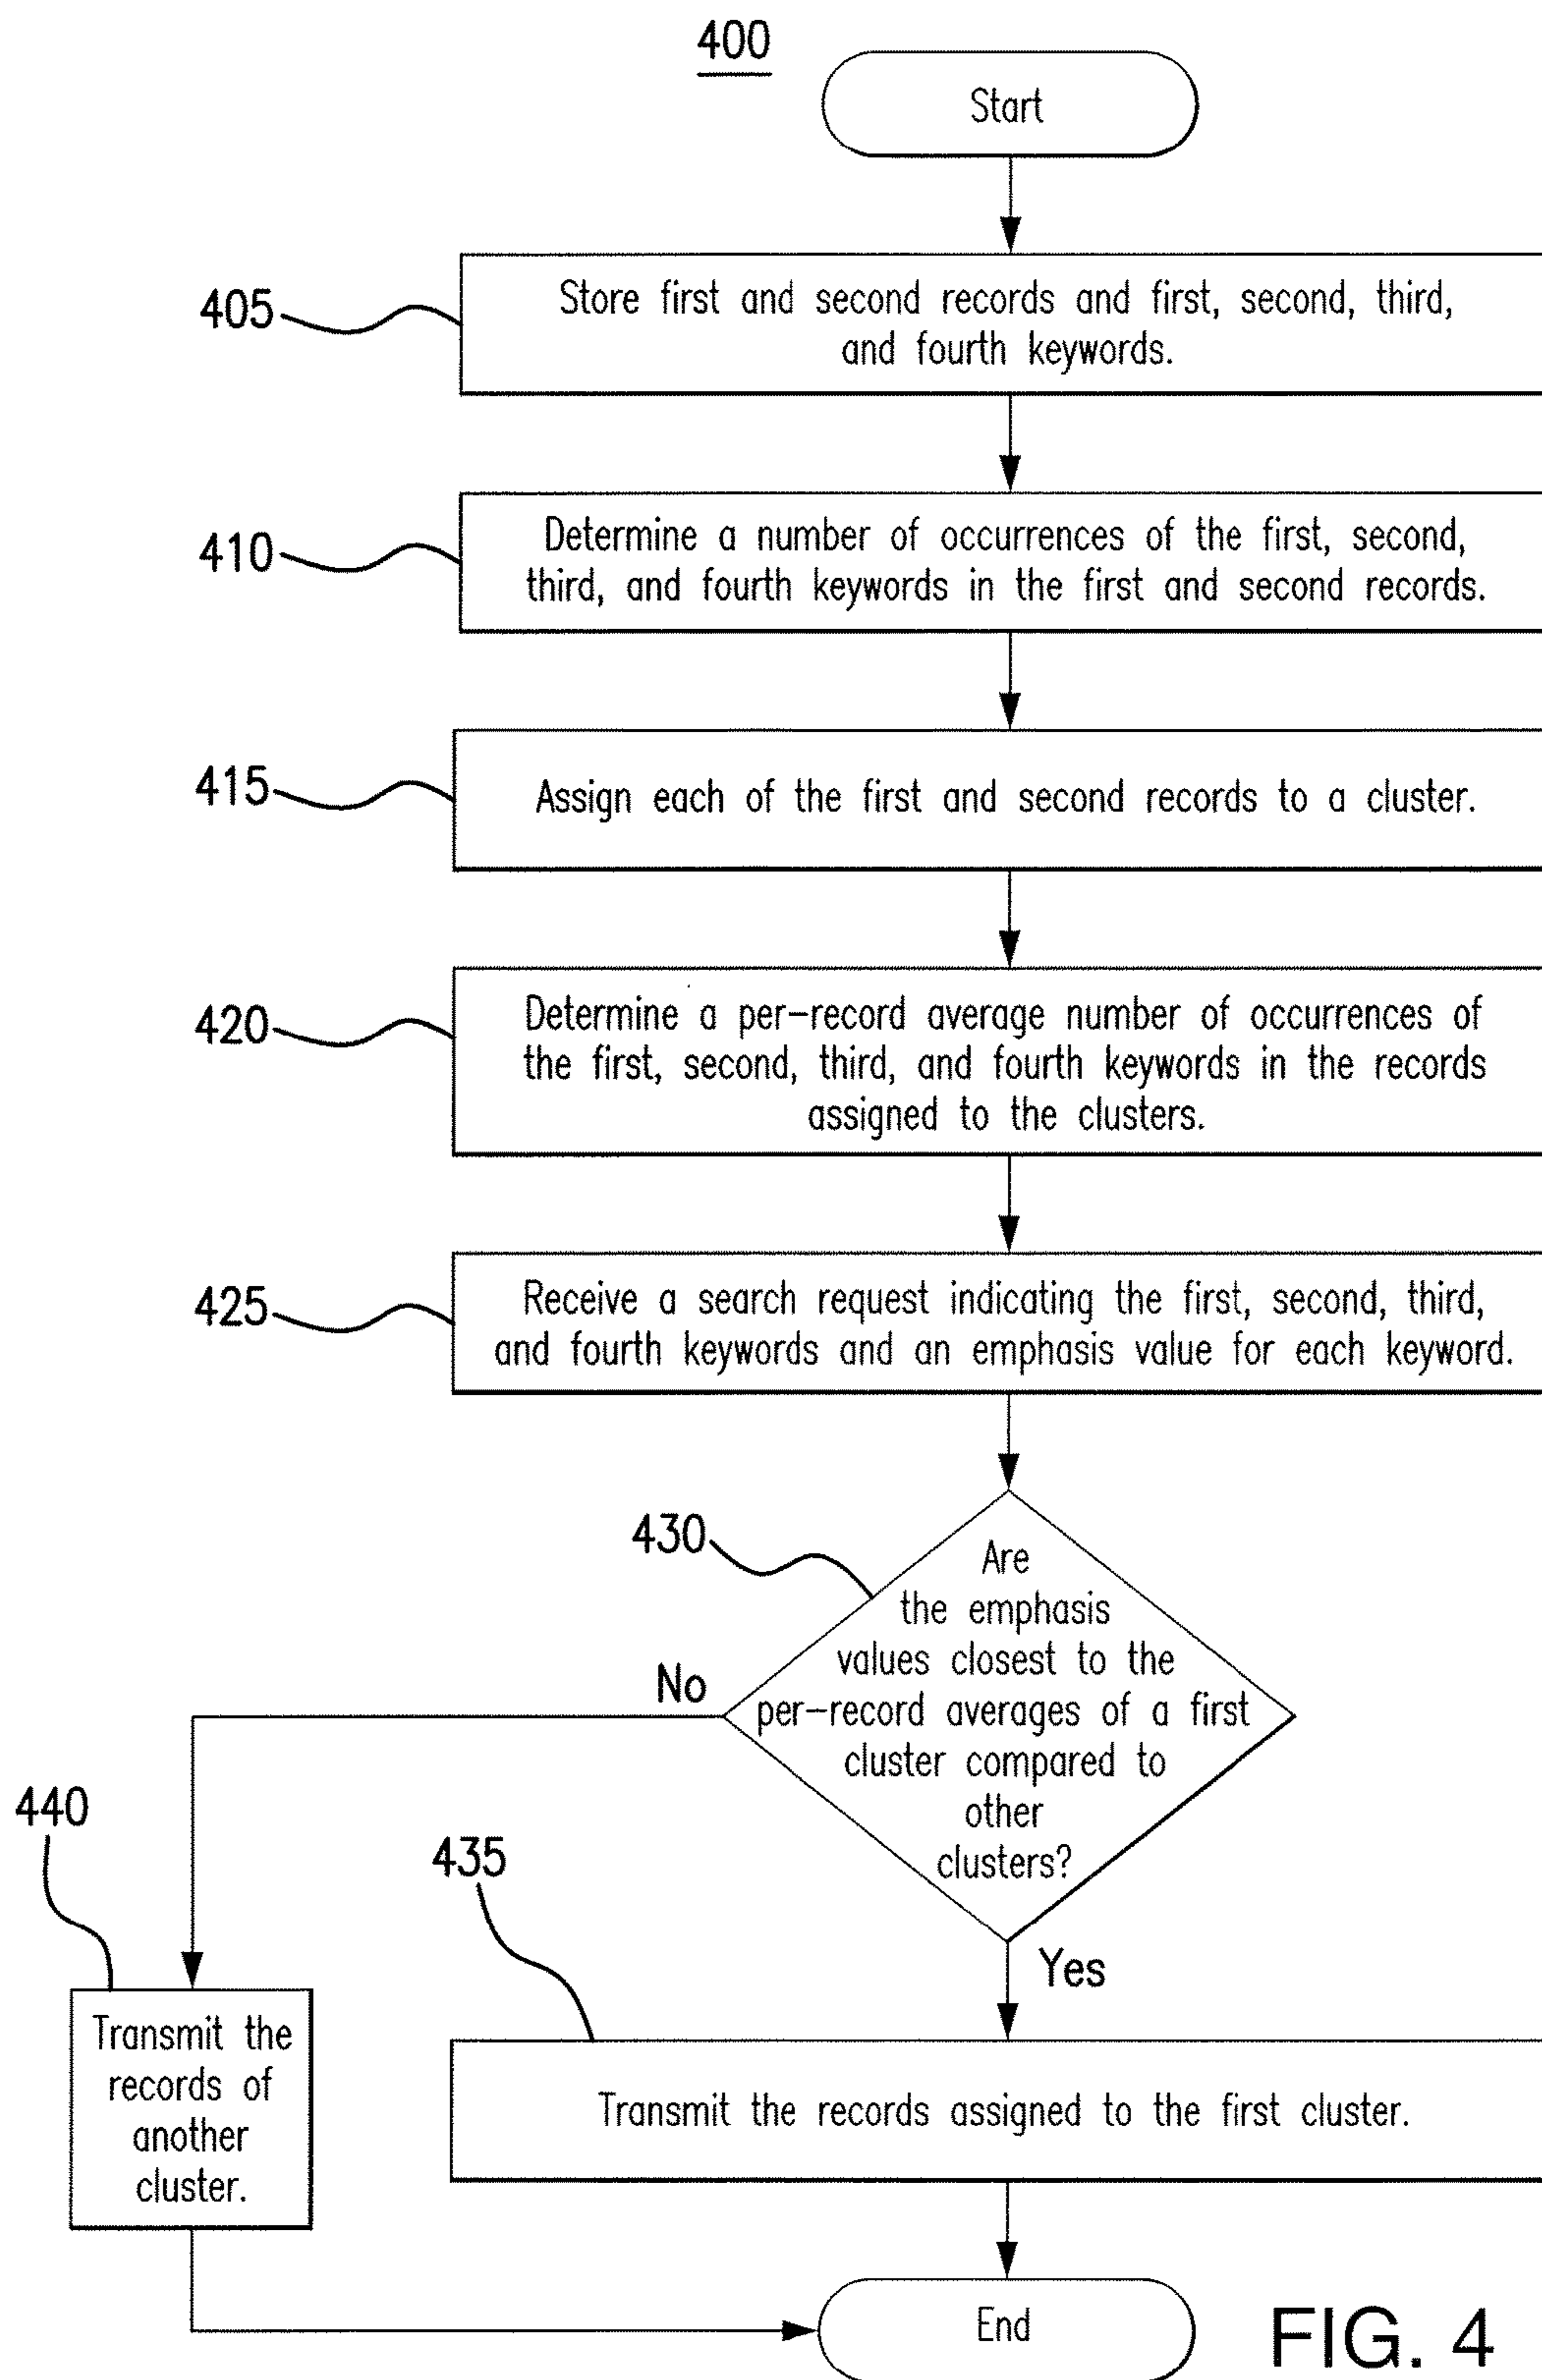 400
Start
405
Store first and second records and first, second, third,
and fourth keywords.
410
Determine a number of occurrences of the first, second,
third, and fourth keywords in the first and second records.
415
Assign each of the first and second records to a cluster.
420
Determine a per-record average number of occurrences of
the first, second, third, and fourth keywords in the records
assigned to the clusters.
425
Receive a search request indicating the first, second, third,
and fourth keywords and an emphasis value for each keyword.
430
Are
the emphasis
values closest to the
per-record averages of a first
cluster compared to
other
clusters?
No
Yes
440
Transmit the
records of
another
cluster.
435
Transmit the records assigned to the first cluster.
End
FIG. 4